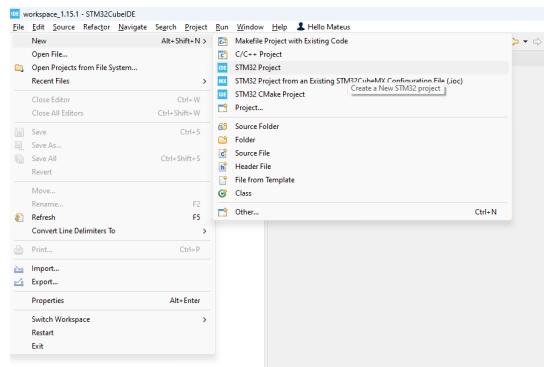 IDE workspace_1.15.1 - STM32CubeIDE
File Edit Source Refactor Navigate Search Project Run Window Help Hello Mateus
New Alt+Shift+N >
Open File...
Open Projects from File System...
Recent Files >
Close Editor Ctrl+W
Close All Editors Ctrl+Shift+W
Save Ctrl+S
Save As...
Save All Ctrl+Shift+S
Revert
Move...
Rename... F2
Refresh F5
Convert Line Delimiters To >
Print... Ctrl+P
Import...
Export...
Properties Alt+Enter
Switch Workspace >
Restart
Exit
Makefile Project with Existing Code
C/C++ Project
IDE STM32 Project
IDE STM32 Project from an Existing STM32CubeMX Configuration File (.ioc)
Create a New STM32 project
IDE STM32 CMake Project
Project...
Source Folder
Folder
Source File
Header File
File from Template
Class
Other... Ctrl+N